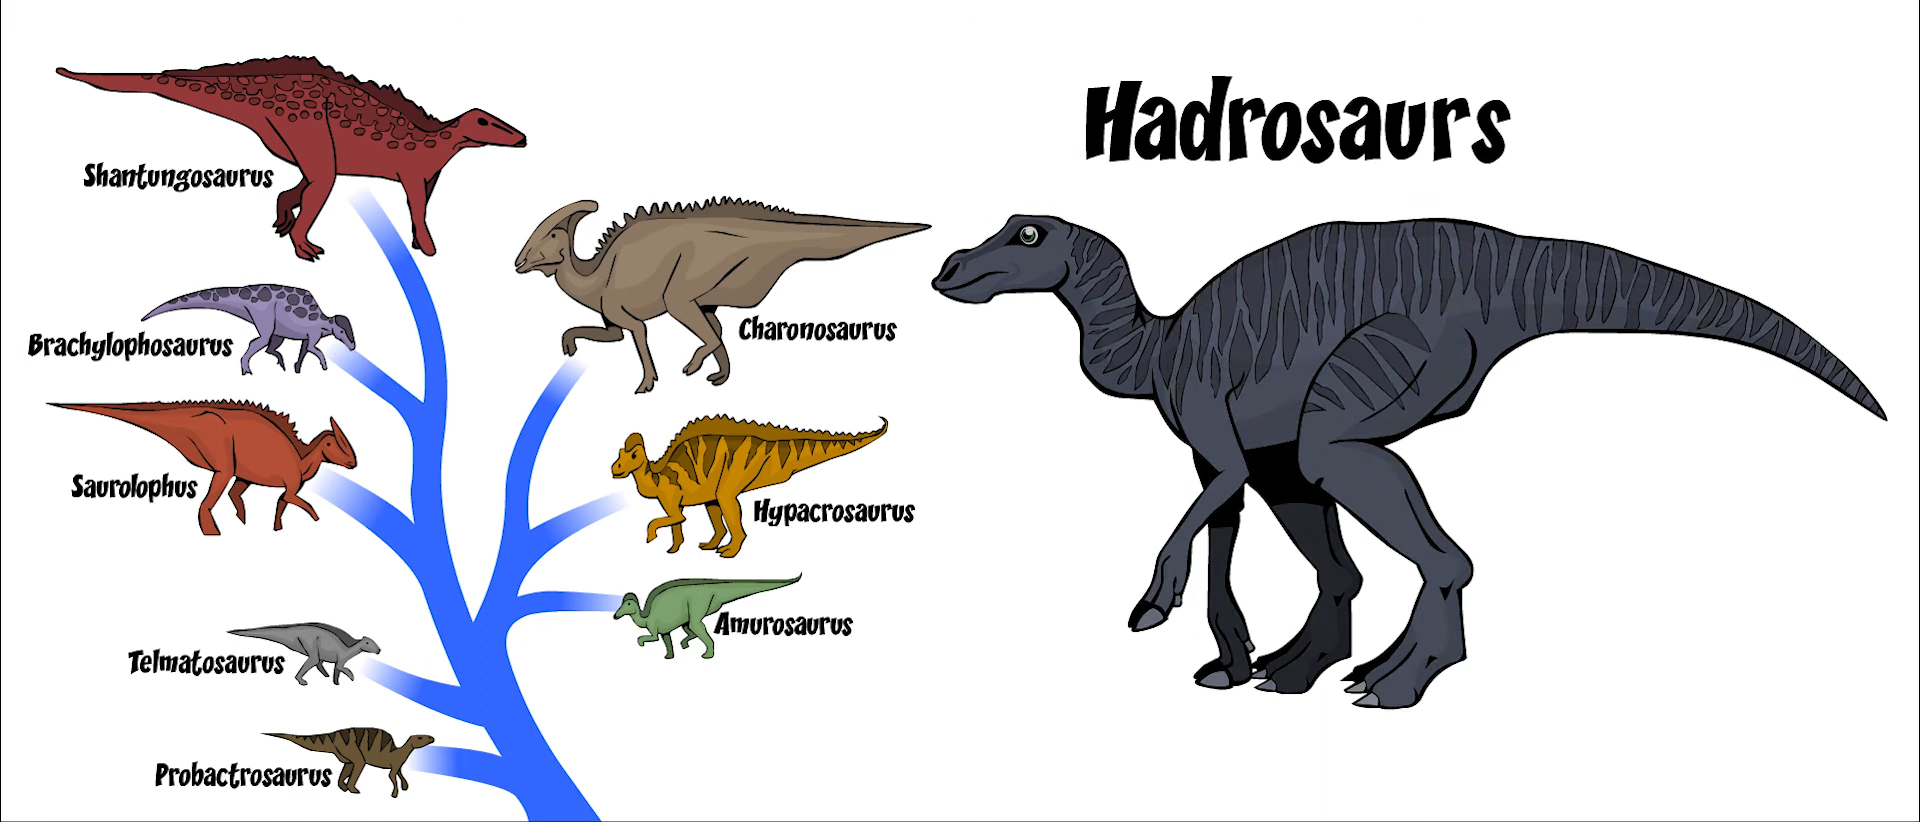 Hadrosaurs
Shantungosaurus
Charonosaurus
Brachylophosaurus
Saurolophus
Hypacrosaurus
Amurosaurus
Telmatosaurus
Probactrosaurus